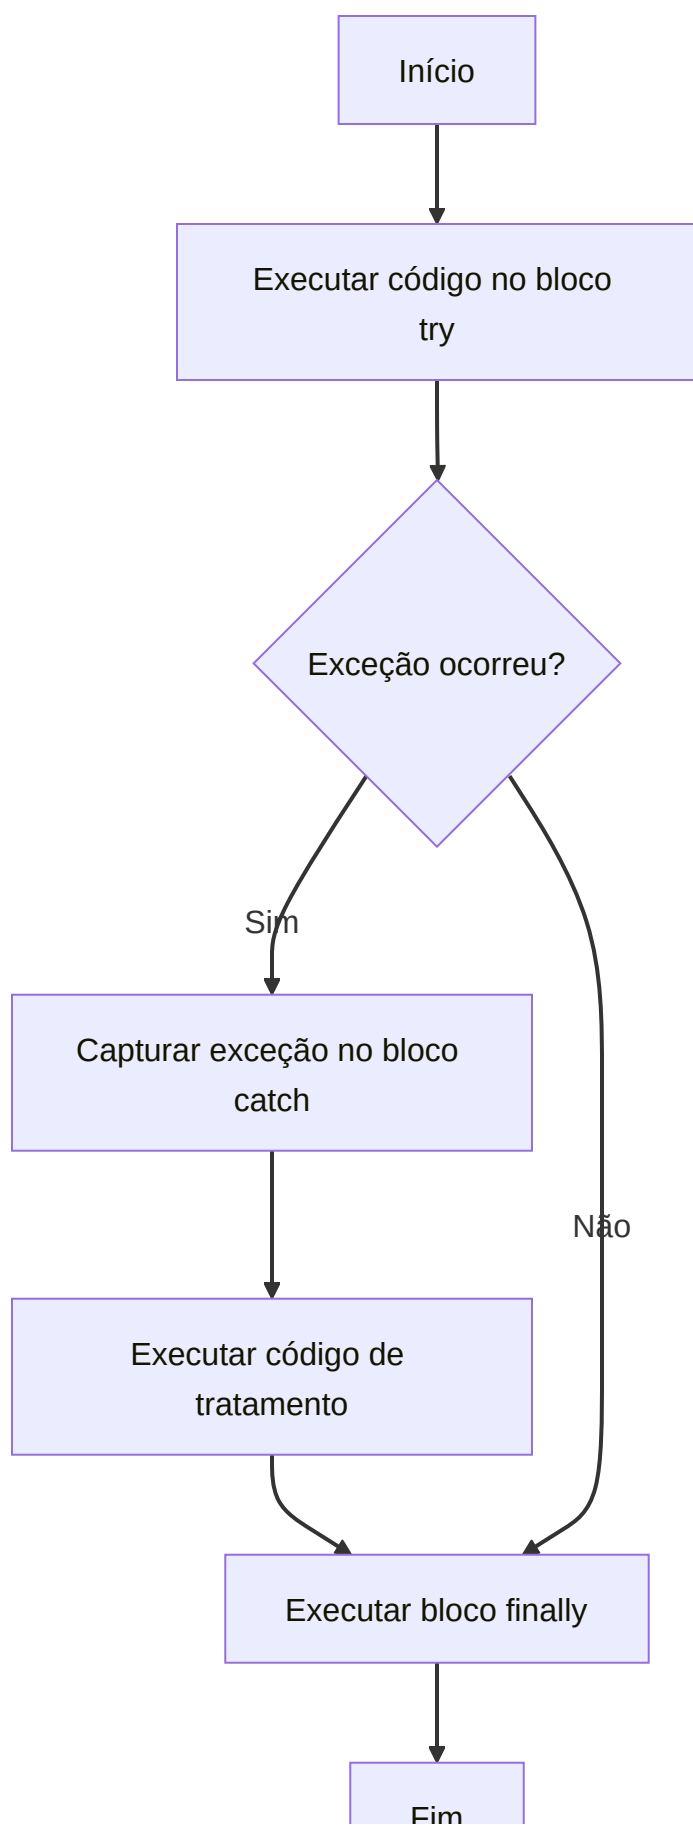 Início
Executar código no bloco
try
Exceção ocorreu?
Sim
Capturar exceção no bloco
catch
Não
Executar código de
tratamento
Executar bloco finally
Fim